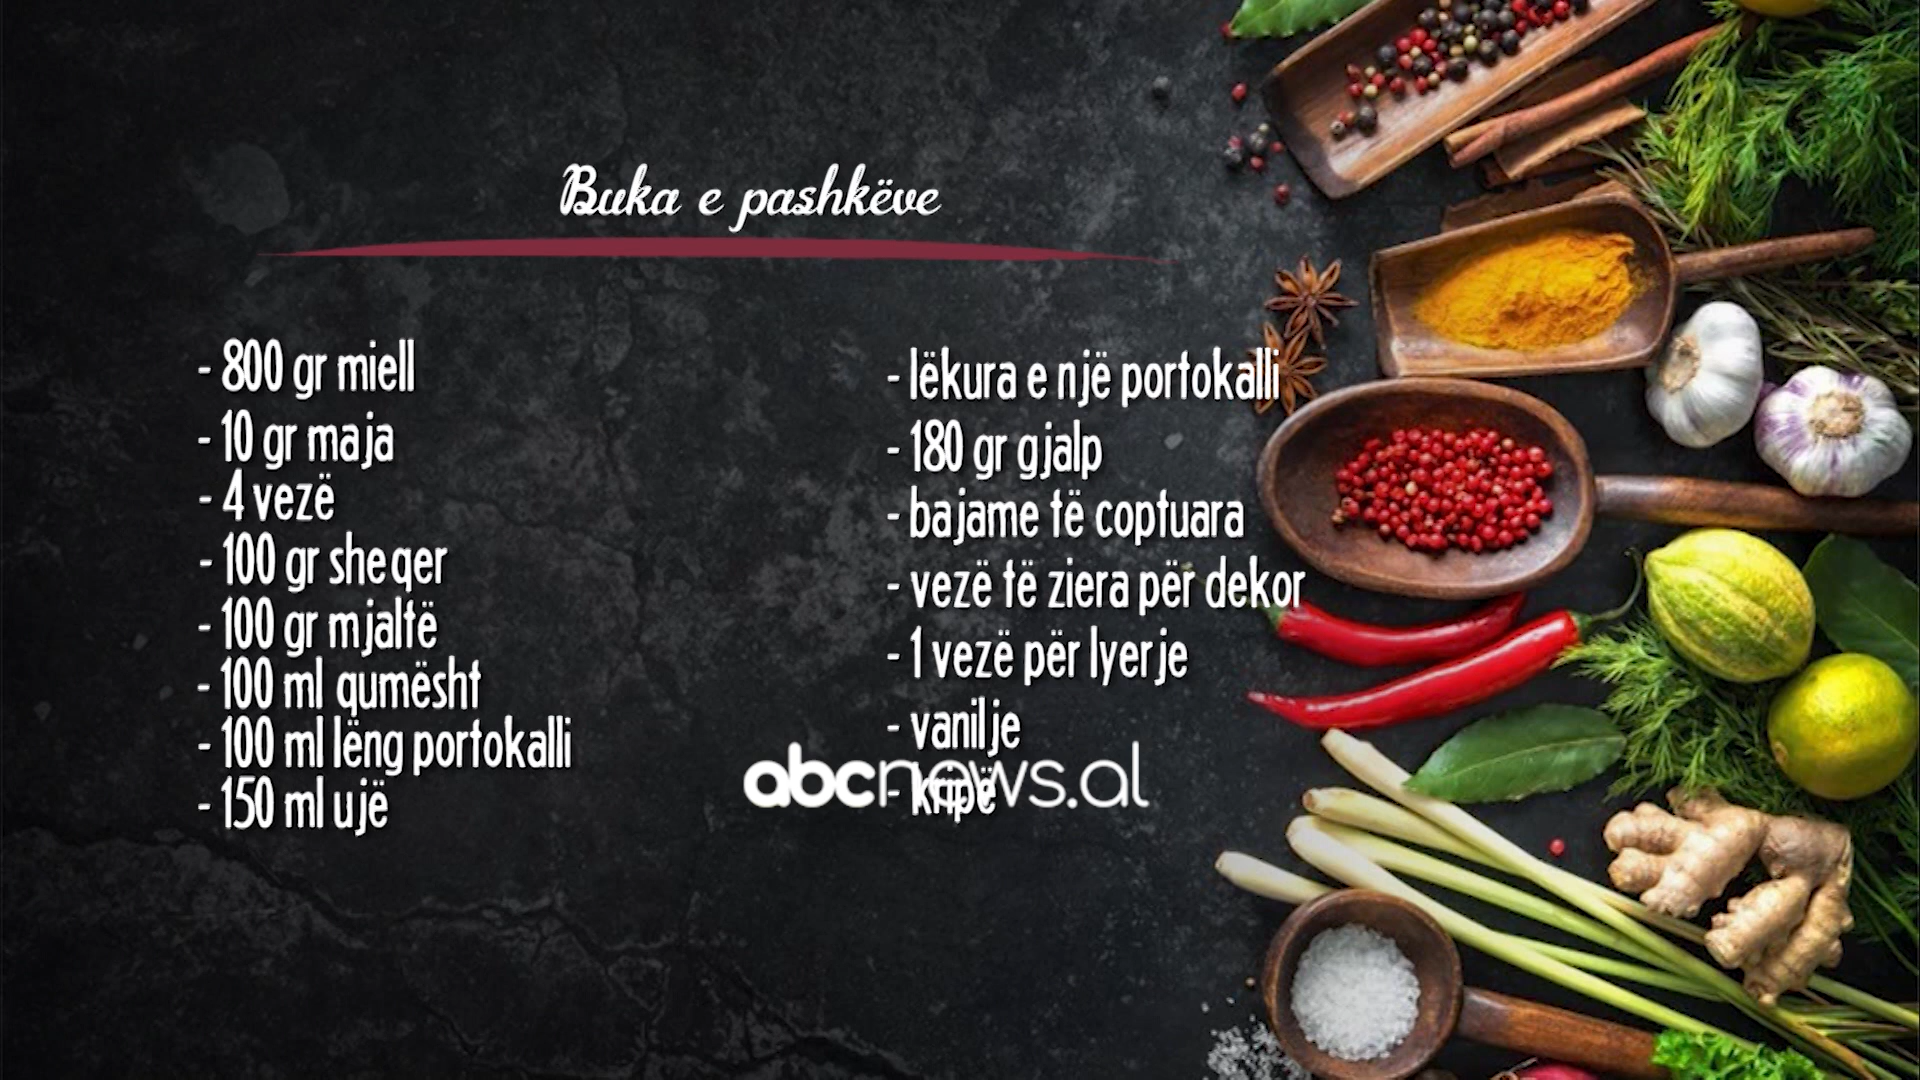 Buka e pashkëve
- 800 gr miell
- 10 gr maja
- 4 vezë
- 100 gr sheqer
- 100 gr mjaltë
- 100 ml qumësht
- 100 ml lëng portokalli
- 150 ml ujë
- lëkura e një portokalli
- 180 gr gjalp
- bajame të coptuara
- vezë të ziera për dekor
- 1 vezë për lyerje
- vanilje
- kripë
abcnews.al